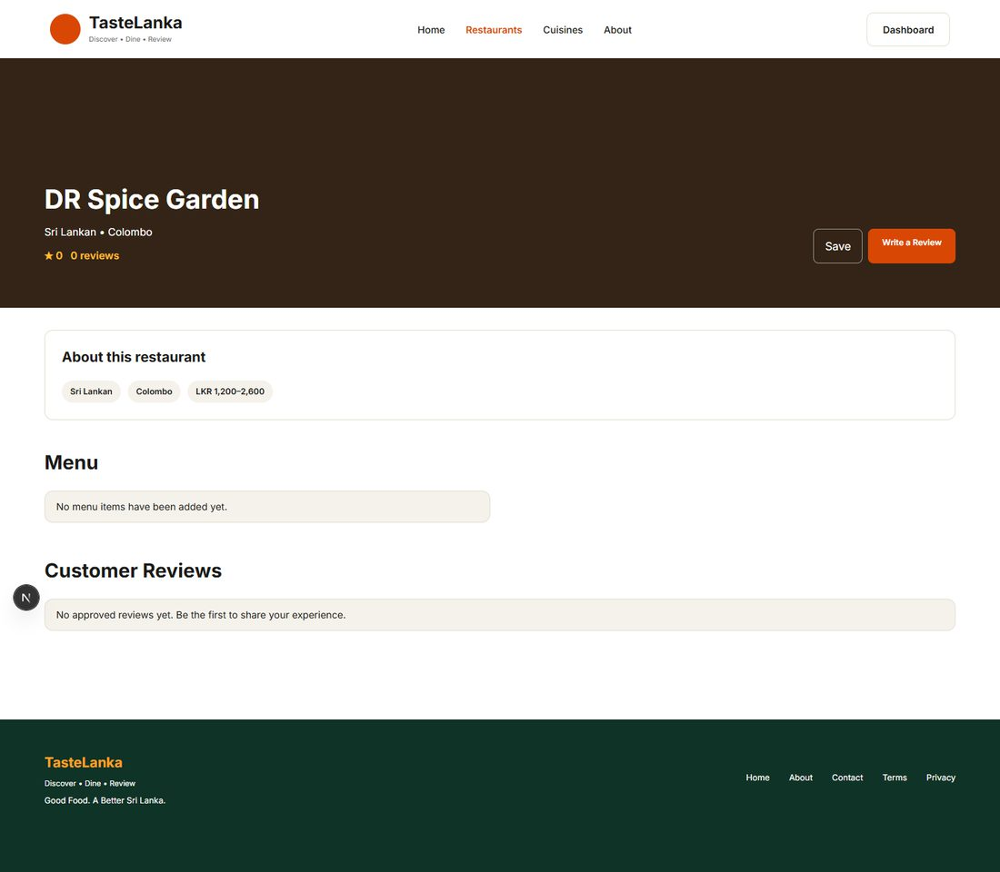 TasteLanka
Discover • Dine • Review
Home
Restaurants
Cuisines
About
Dashboard
DR Spice Garden
Sri Lankan • Colombo
★ 0 0 reviews
Save
Write a Review
About this restaurant
Sri Lankan
Colombo
LKR 1,200–2,600
Menu
No menu items have been added yet.
Customer Reviews
N
No approved reviews yet. Be the first to share your experience.
TasteLanka
Discover • Dine • Review
Good Food. A Better Sri Lanka.
Home
About
Contact
Terms
Privacy